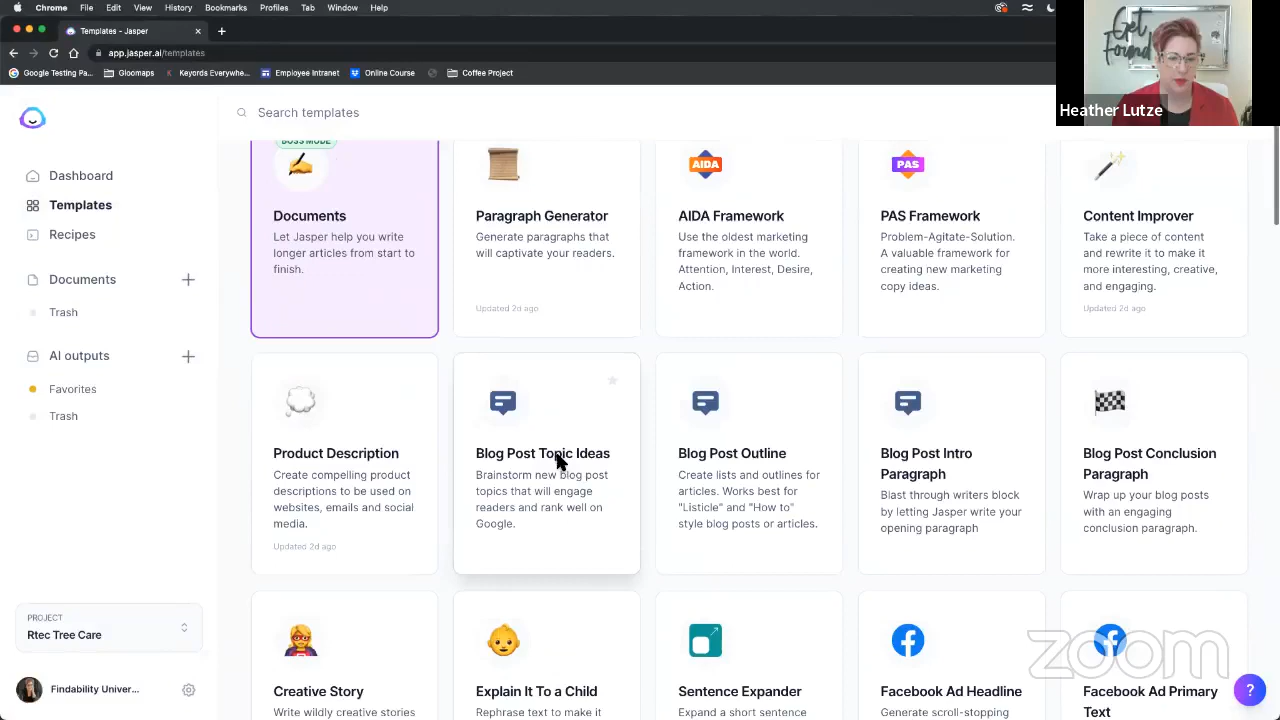 Chrome File Edit View History Bookmarks Profiles Tab Window Help
Templates - Jasper
app.jasper.ai/templates
Google Testing Pa... Gloomaps Keywords Everywhe... Employee Intranet Online Course Coffee Project
Get
Found
Heather Lutze
Search templates
Dashboard
Templates
Recipes
Documents
Trash
AI outputs
Favorites
Trash
PROJECT
Rtec Tree Care
Findability Univer...
BOSS MODE
Documents
Let Jasper help you write
longer articles from start to
finish.
Paragraph Generator
Generate paragraphs that
will captivate your readers.
Updated 2d ago
AIDA
AIDA Framework
Use the oldest marketing
framework in the world.
Attention, Interest, Desire,
Action.
PAS
PAS Framework
Problem-Agitate-Solution.
A valuable framework for
creating new marketing
copy ideas.
Content Improver
Take a piece of content
and rewrite it to make it
more interesting, creative,
and engaging.
Updated 2d ago
Product Description
Create compelling product
descriptions to be used on
websites, emails and social
media.
Updated 2d ago
Blog Post Topic Ideas
Brainstorm new blog post
topics that will engage
readers and rank well on
Google.
Blog Post Outline
Create lists and outlines for
articles. Works best for
"Listicle" and "How to"
style blog posts or articles.
Blog Post Intro
Paragraph
Blast through writers block
by letting Jasper write your
opening paragraph
Blog Post Conclusion
Paragraph
Wrap up your blog posts
with an engaging
conclusion paragraph.
Creative Story
Write wildly creative stories
Explain It To a Child
Rephrase text to make it
Sentence Expander
Expand a short sentence
Facebook Ad Headline
Generate scroll-stopping
Facebook Ad Primary
Text
zoom
?